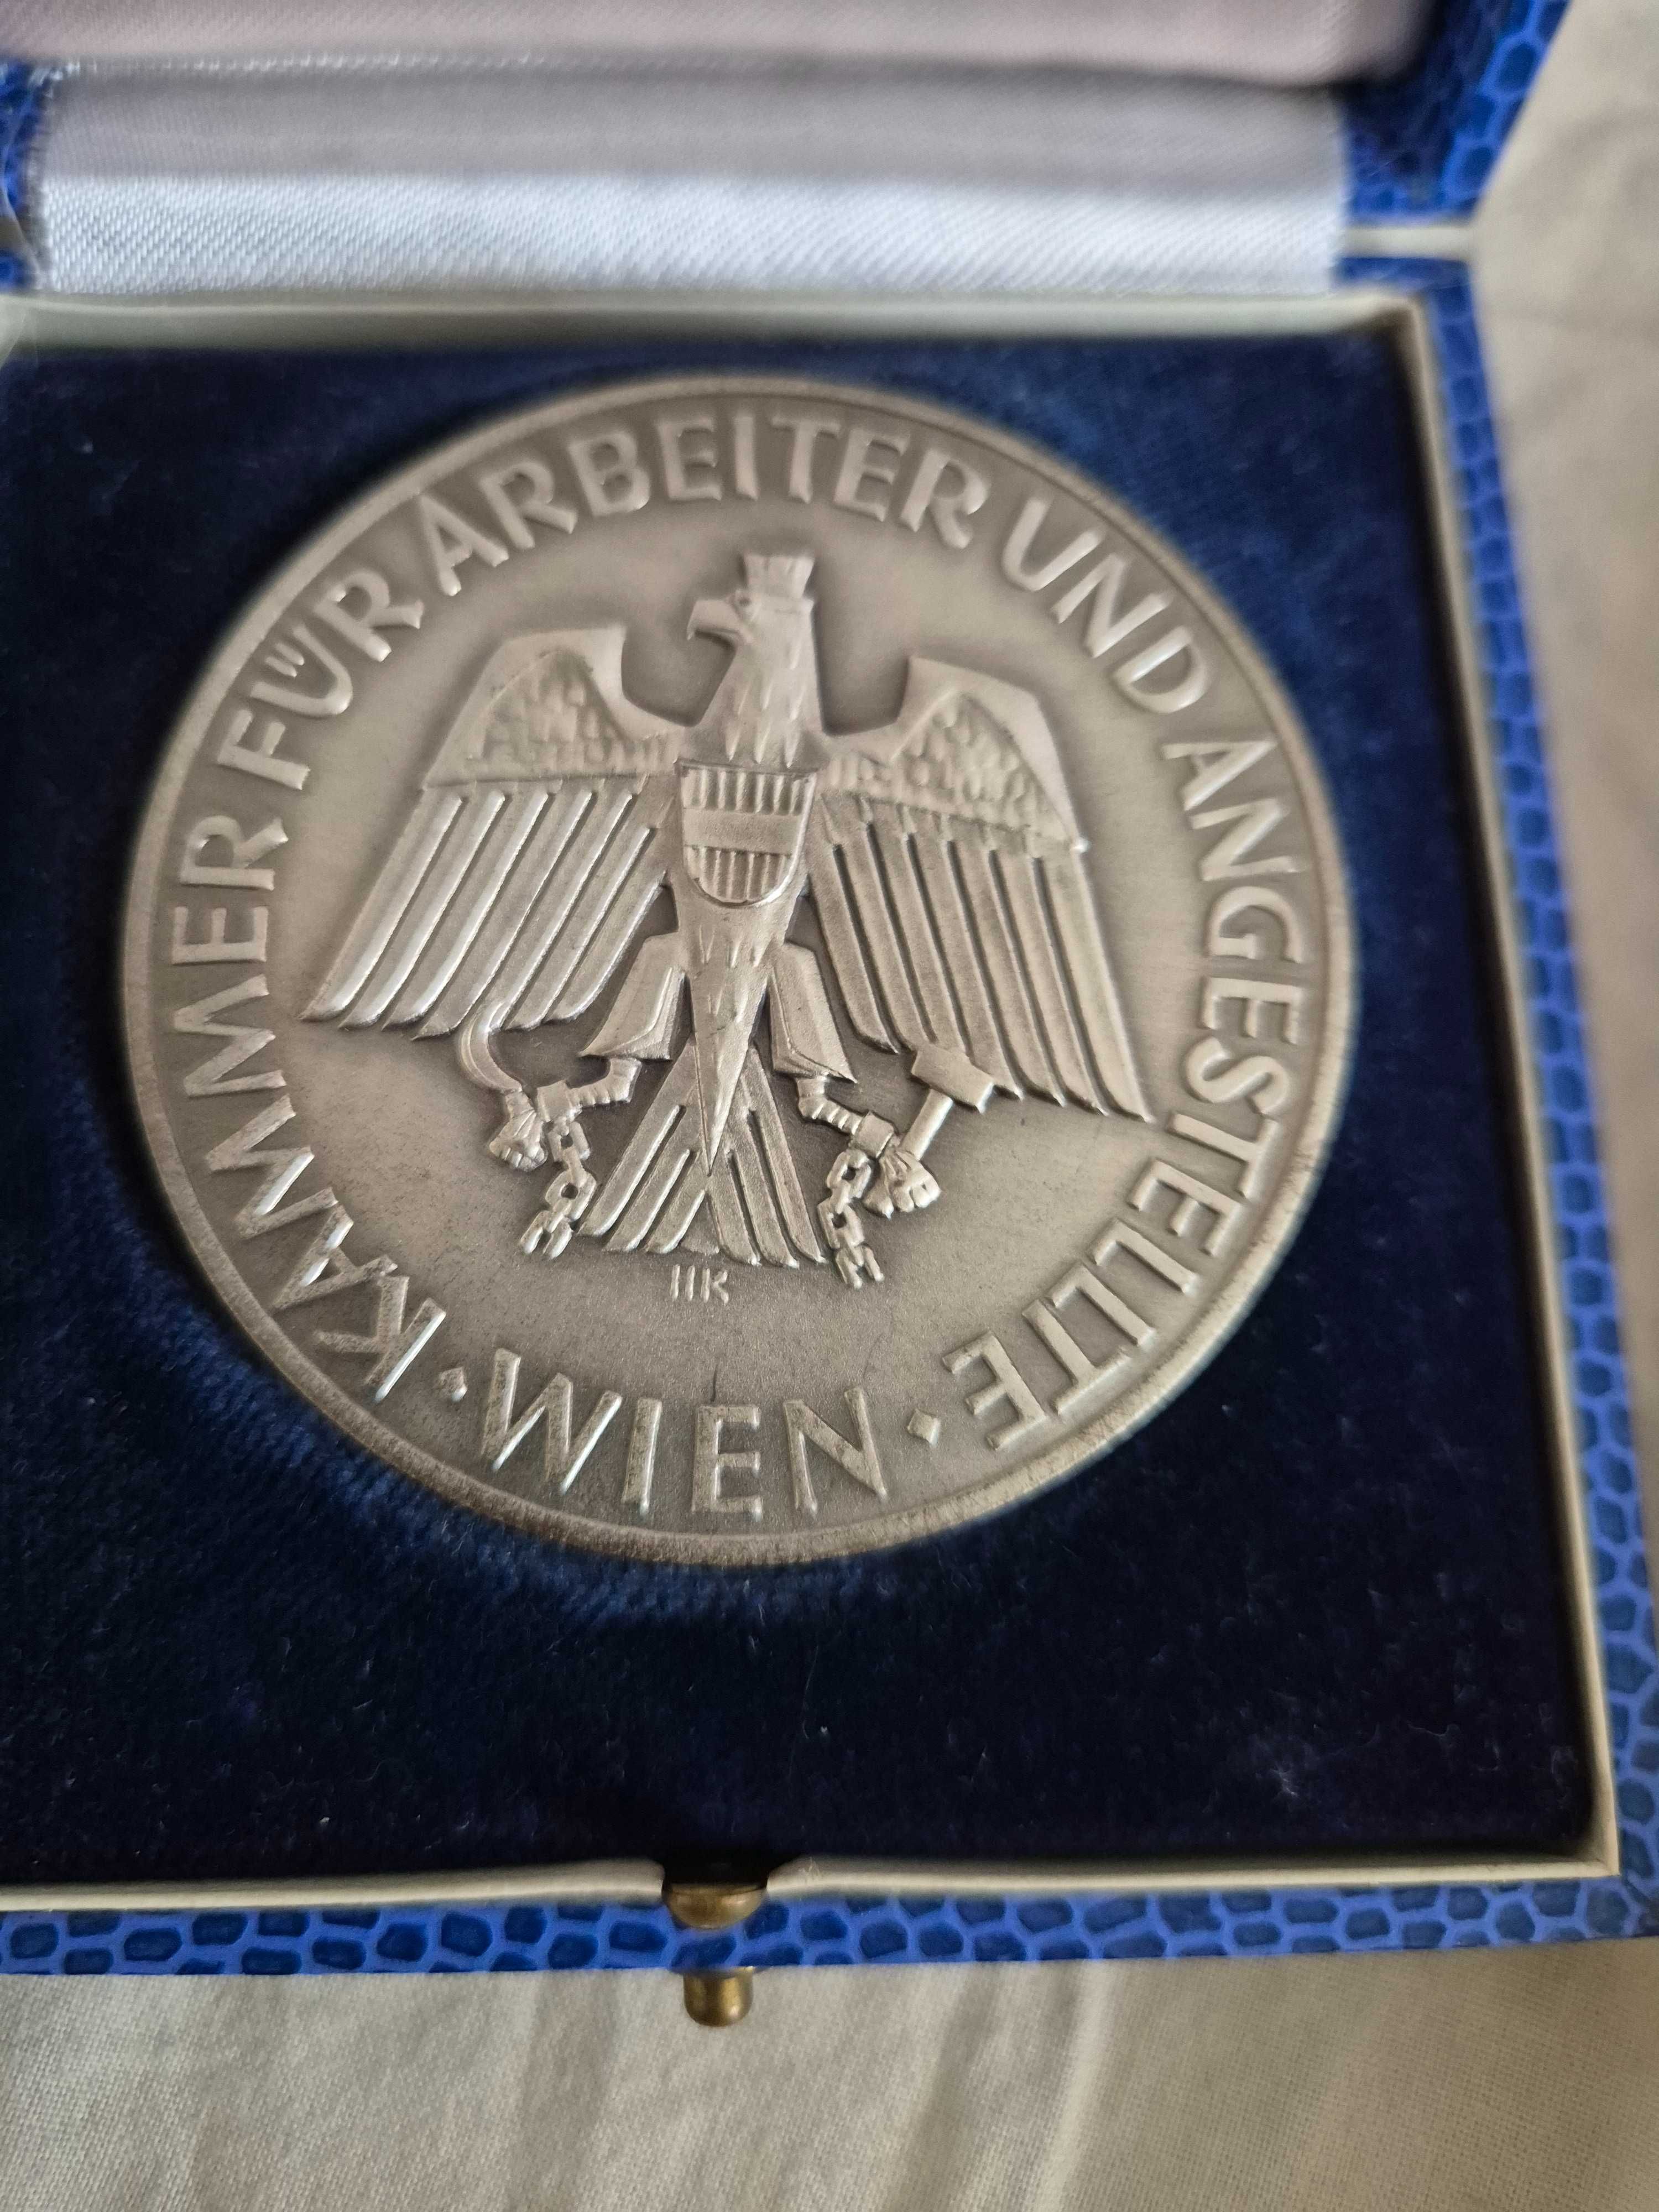 KAMMER FÜR ARBEITER UND ANGESTELLTE
· WIEN ·
HK